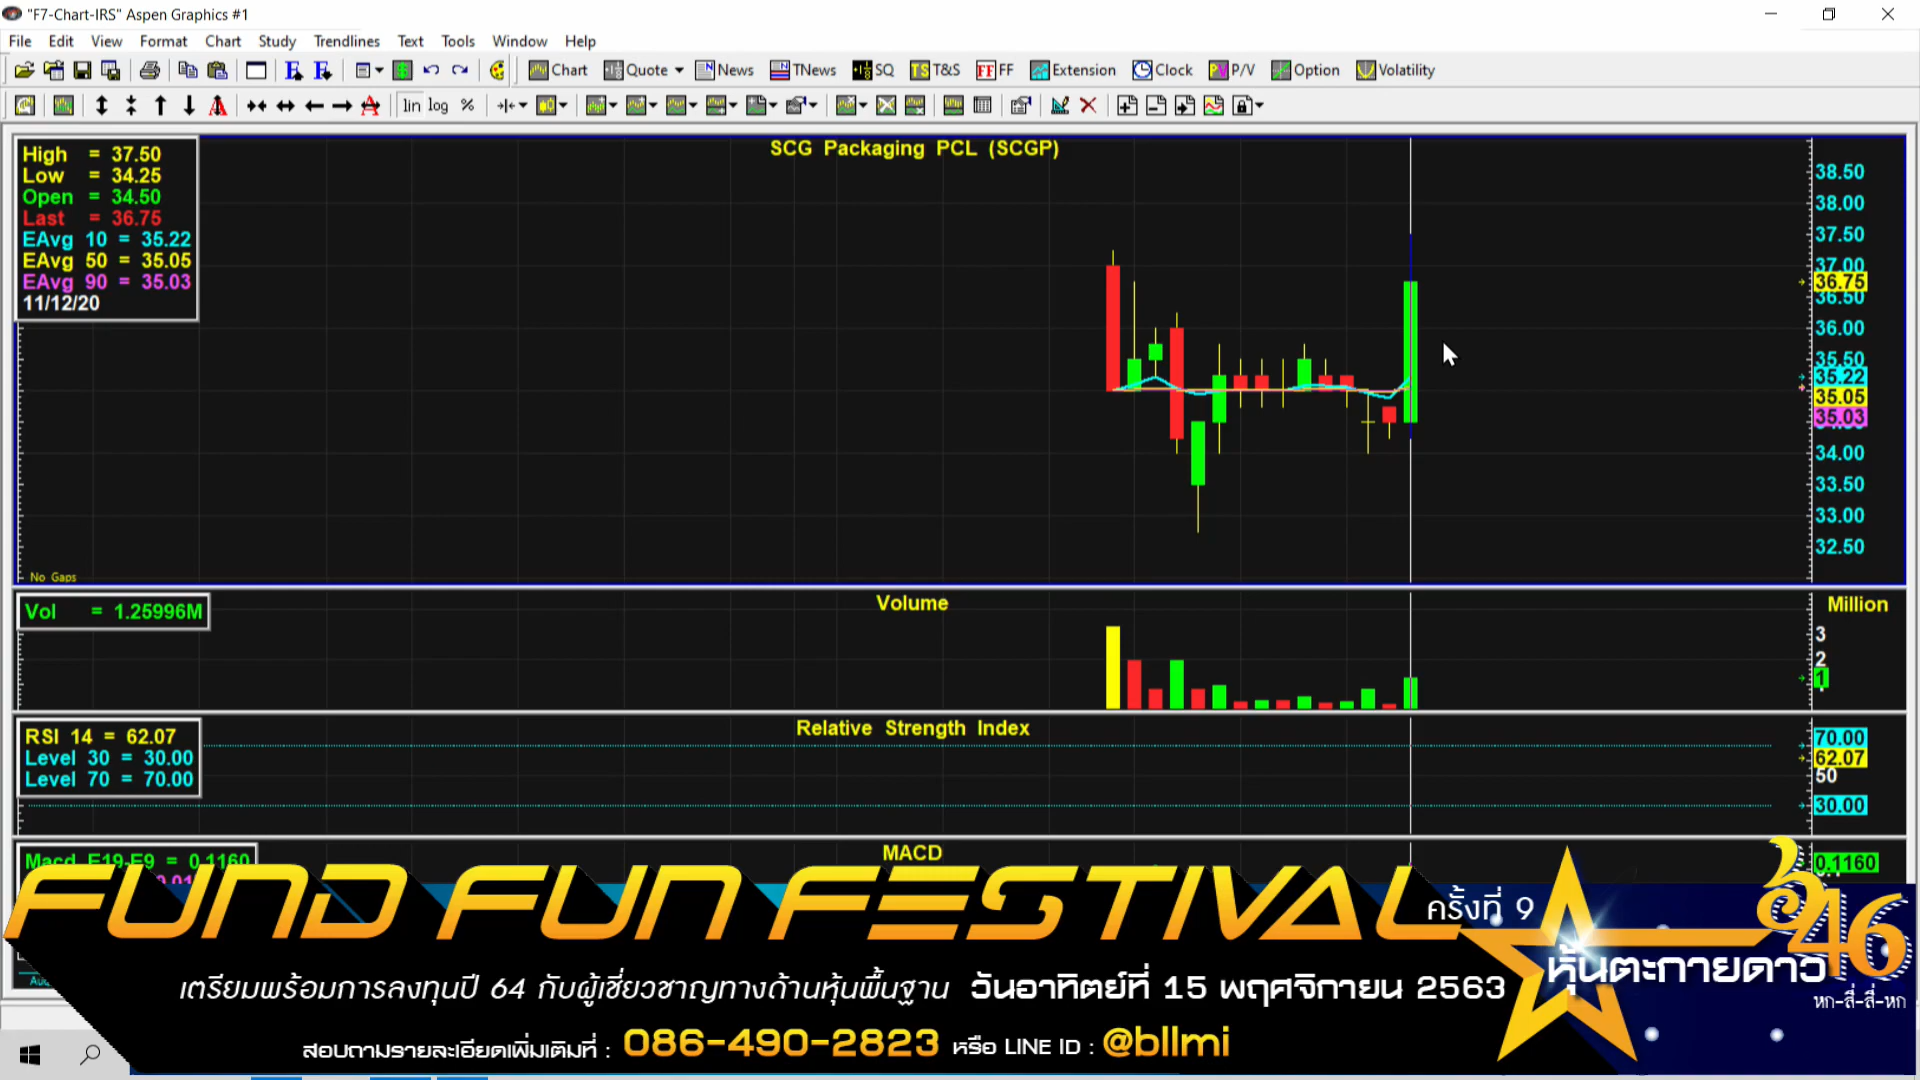 "F7-Chart-IRS" Aspen Graphics #1
File Edit View Format Chart Study Trendlines Text Tools Window Help
Chart Quote News TNews SQ T&S FF Extension Clock P/V Option Volatility
lin log %
SCG Packaging PCL (SCGP)
High = 37.50
Low = 34.25
Open = 34.50
Last = 36.75
EAvg 10 = 35.22
EAvg 50 = 35.05
EAvg 90 = 35.03
11/12/20
38.50
38.00
37.50
37.00
36.75
36.50
36.00
35.50
35.22
35.05
35.03
34.00
33.50
33.00
32.50
No Gaps
Vol = 1.25996M
Volume
Million
3
2
1
RSI 14 = 62.07
Level 30 = 30.00
Level 70 = 70.00
Relative Strength Index
70.00
62.07
50
30.00
Macd E19-E9 = 0.1160
MACD
0.1160
FUND FUN FESTIVAL ครั้งที่ 9
เตรียมพร้อมการลงทุนปี 64 กับผู้เชี่ยวชาญทางด้านหุ้นพื้นฐาน วันอาทิตย์ที่ 15 พฤศจิกายน 2563
สอบถามรายละเอียดเพิ่มเติมที่ : 086-490-2823 หรือ LINE ID : @bllmi
หุ้นตะกายดาว
646
หก-สี่-สี่-หก